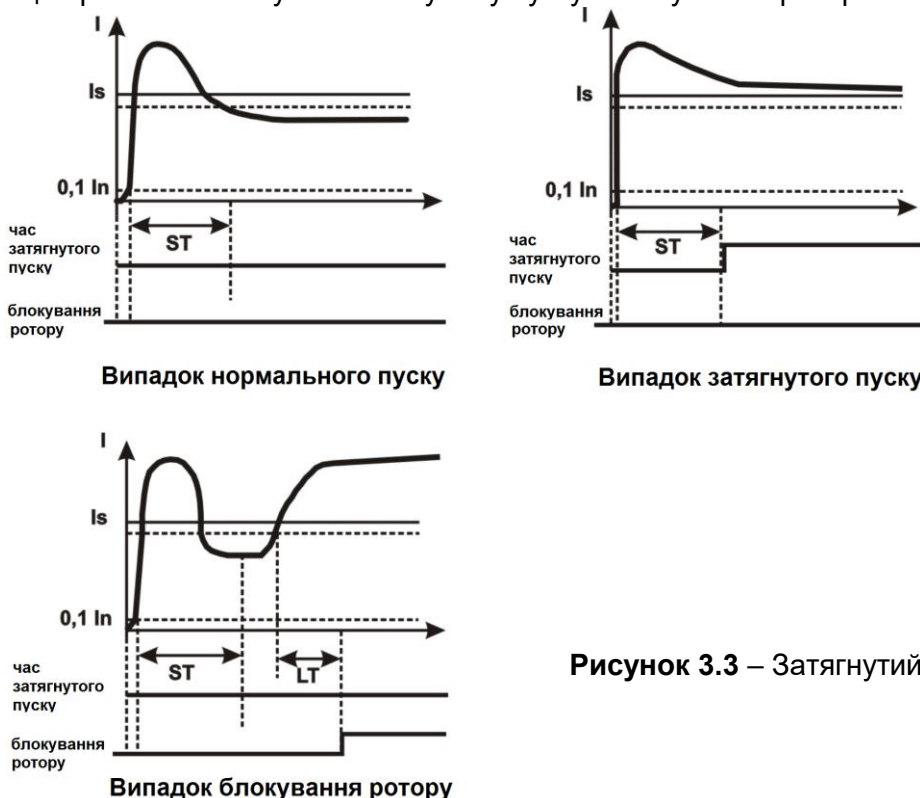 I
Is
0,1 In
час
затягнутого
пуску
ST
блокування
ротору
Випадок нормального пуску
I
Is
0,1 In
час
затягнутого
пуску
ST
блокування
ротору
Випадок затягнутого пуску
I
Is
0,1 In
час
затягнутого
пуску
ST
LT
блокування
ротору
Випадок блокування ротору
Рисунок 3.3 – Затягнутий